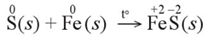 0 0 +2 -2
S(s) + Fe(s) t° → FeS(s)